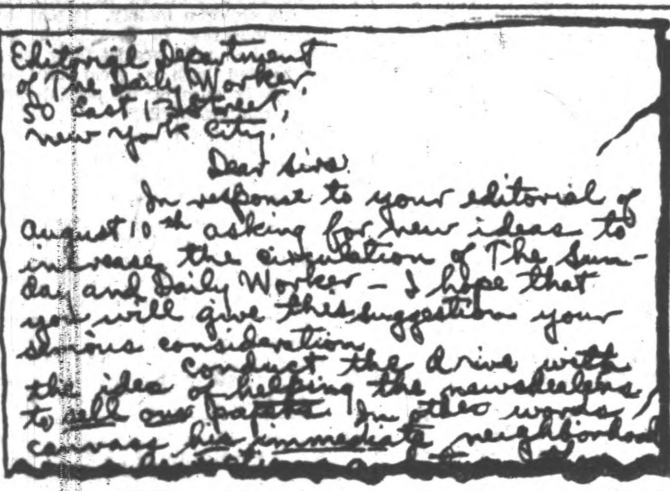 Editorial Department
of The Daily Worker,
50 East 13 Street,
New York City.
Dear Sirs
In response to your editorial of
August 10th asking for new ideas to
increase the circulation of The Sun-
day and Daily Worker - I hope that
you will give this suggestion your
serious consideration.
Conduct the drive with
the idea of helping the newsdealers
to sell our papers. In other words,
canvass his immediate neighborhood